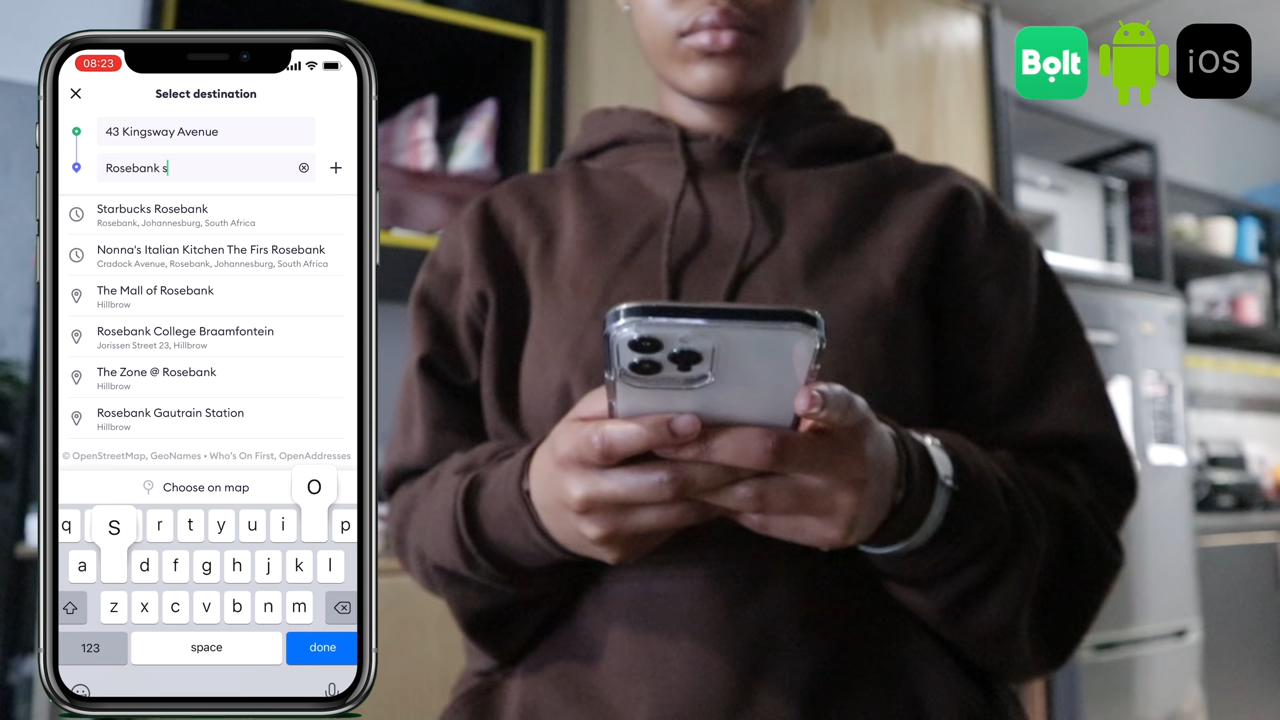 08:23
Select destination
43 Kingsway Avenue
Rosebank s
Starbucks Rosebank
Rosebank, Johannesburg, South Africa
Nonna's Italian Kitchen The Firs Rosebank
Cradock Avenue, Rosebank, Johannesburg, South Africa
The Mall of Rosebank
Hillbrow
Rosebank College Braamfontein
Jorissen Street 23, Hillbrow
The Zone @ Rosebank
Hillbrow
Rosebank Gautrain Station
Hillbrow
© OpenStreetMap, GeoNames • Who's On First, OpenAddresses
Choose on map
O
q S r t y u i p
a d f g h j k l
z x c v b n m
123 space done
Bolt
iOS